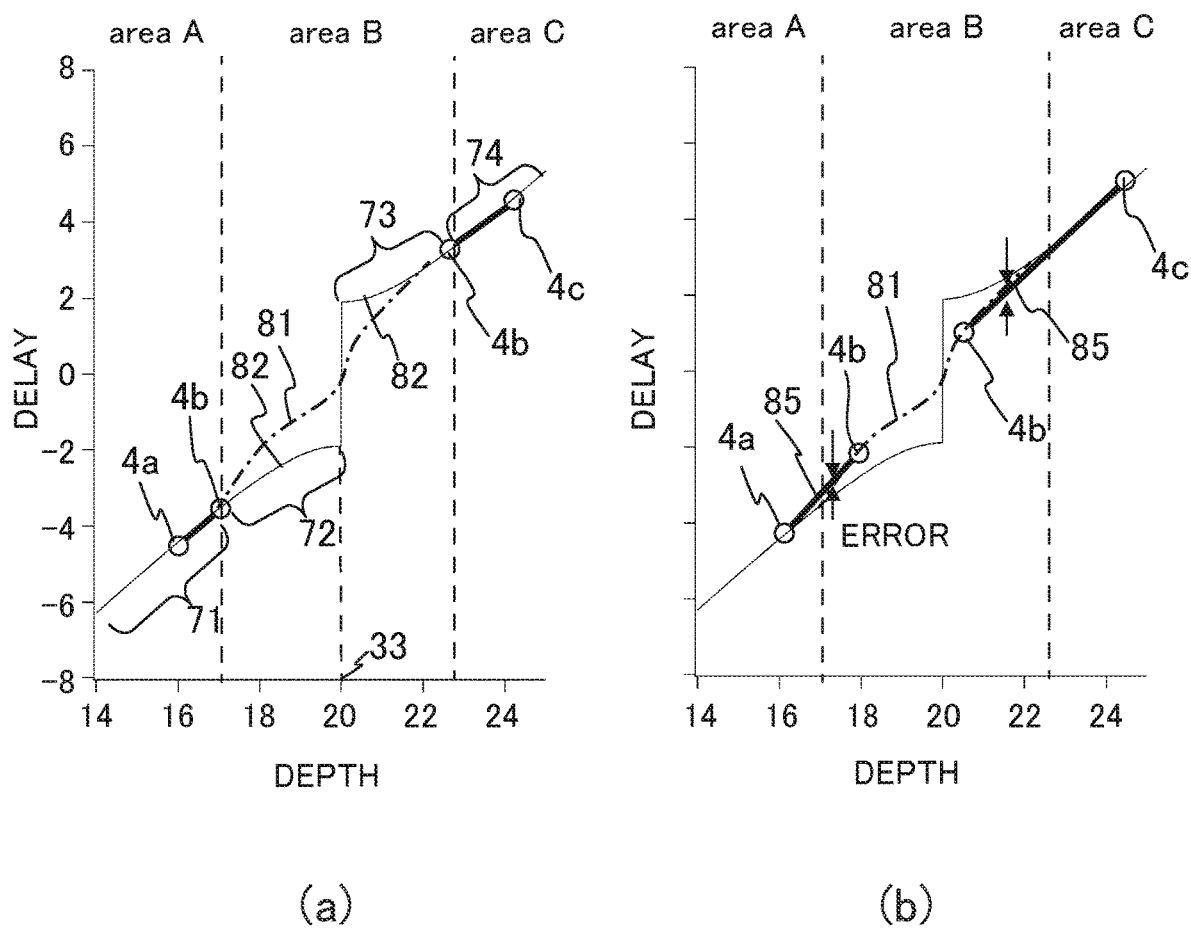 area A area B area C
8
6
4
2
0
-2
-4
-6
-8
DELAY
14 16 18 20 22 24
DEPTH
74
73
4c
81
82
82
4b
4b
4a
72
71
33
(a)
area A area B area C
DELAY
81
4c
4b
85
85
4b
4a
ERROR
14 16 18 20 22 24
DEPTH
(b)